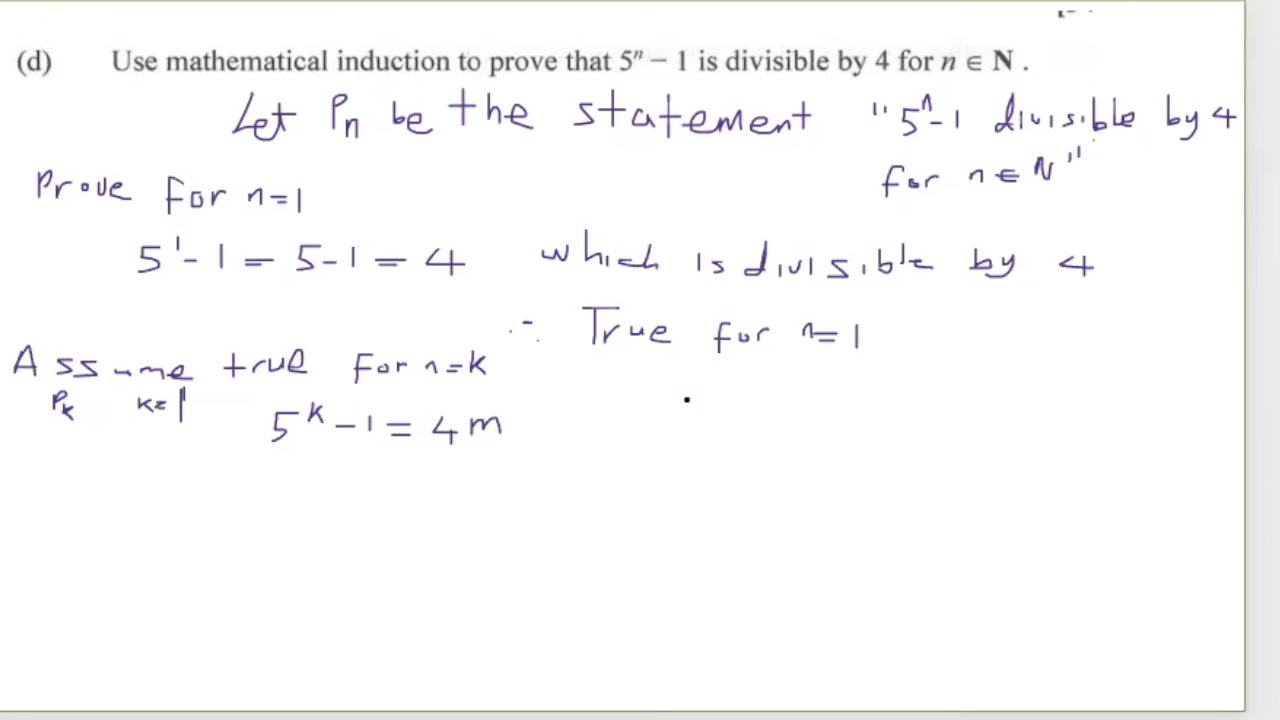 (d) Use mathematical induction to prove that 5ⁿ – 1 is divisible by 4 for n ∈ N .
Let Pn be the statement "5ⁿ-1 divisible by 4
for n ∈ N"
Prove for n=1
5¹-1 = 5-1 = 4 which is divisible by 4
∴ True for n=1
Assume true for n=k
Pk k=1
5ᵏ-1 = 4m